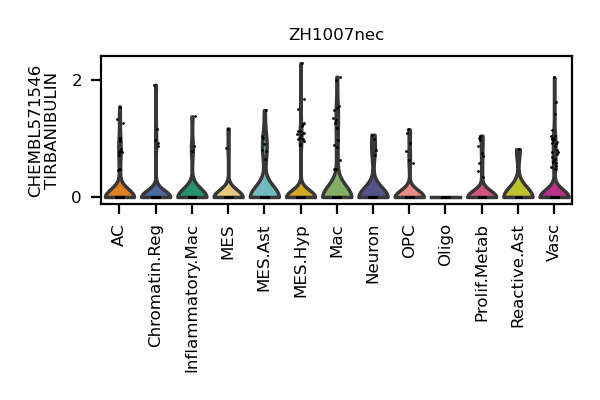 ZH1007nec
CHEMBL571546
TIRBANIBULIN
2
0
AC
Chromatin.Reg
Inflammatory.Mac
MES
MES.Ast
MES.Hyp
Mac
Neuron
OPC
Oligo
Prolif.Metab
Reactive.Ast
Vasc